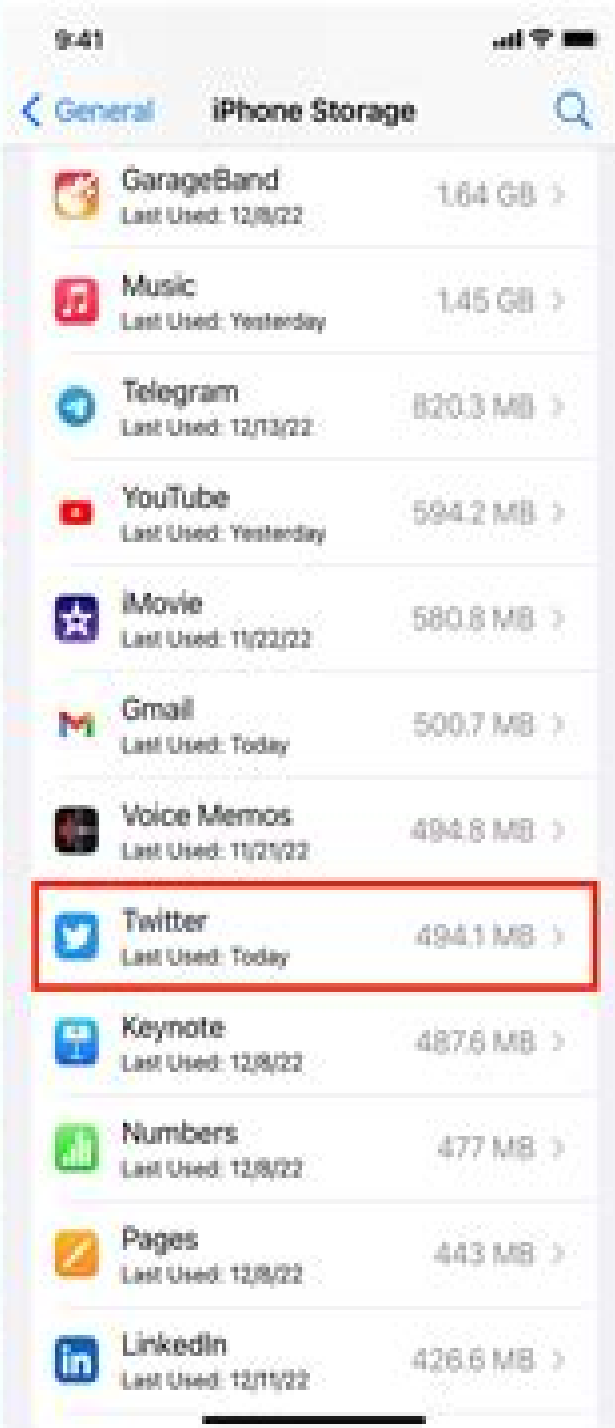 9:41
General iPhone Storage
GarageBand
Last Used: 12/8/22
1.64 GB
Music
Last Used: Yesterday
1.45 GB
Telegram
Last Used: 12/13/22
820.3 MB
YouTube
Last Used: Yesterday
594.2 MB
iMovie
Last Used: 11/22/22
580.8 MB
Gmail
Last Used: Today
500.7 MB
Voice Memos
Last Used: 11/21/22
494.8 MB
Twitter
Last Used: Today
494.1 MB
Keynote
Last Used: 12/8/22
487.6 MB
Numbers
Last Used: 12/8/22
477 MB
Pages
Last Used: 12/8/22
443 MB
LinkedIn
Last Used: 12/11/22
426.6 MB